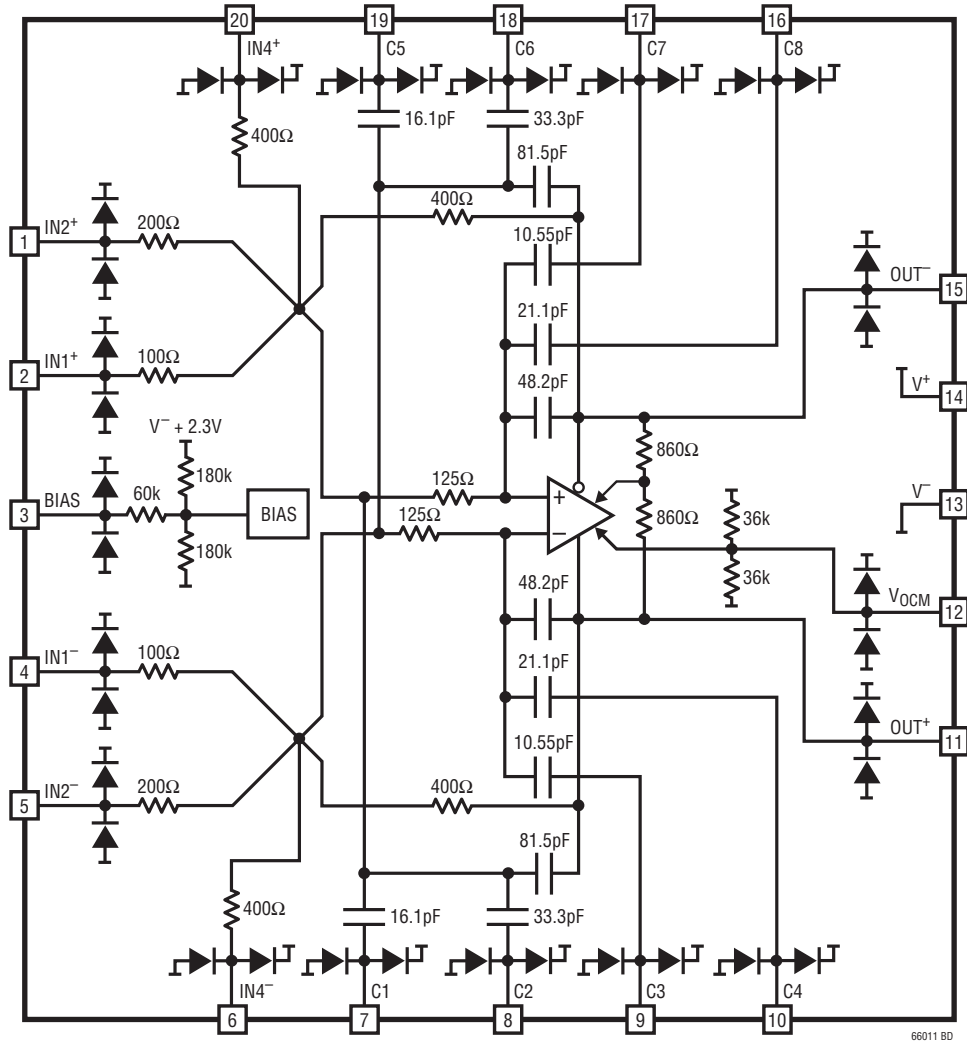 20 19 18 17 16
IN4+ C5 C6 C7 C8
16.1pF 33.3pF
400Ω
81.5pF
400Ω
IN2+ 200Ω
1
10.55pF
OUT−
15
21.1pF
IN1+ 100Ω
2
V+
14
48.2pF
V− + 2.3V
860Ω
180k
125Ω
BIAS 60k
3
BIAS
+
125Ω
−
860Ω
36k
V−
13
180k
36k
48.2pF
VOCM
12
IN1− 100Ω
4
21.1pF
OUT+
11
10.55pF
IN2− 200Ω
5
400Ω
81.5pF
400Ω
16.1pF 33.3pF
IN4− C1 C2 C3 C4
6 7 8 9 10
66011 BD